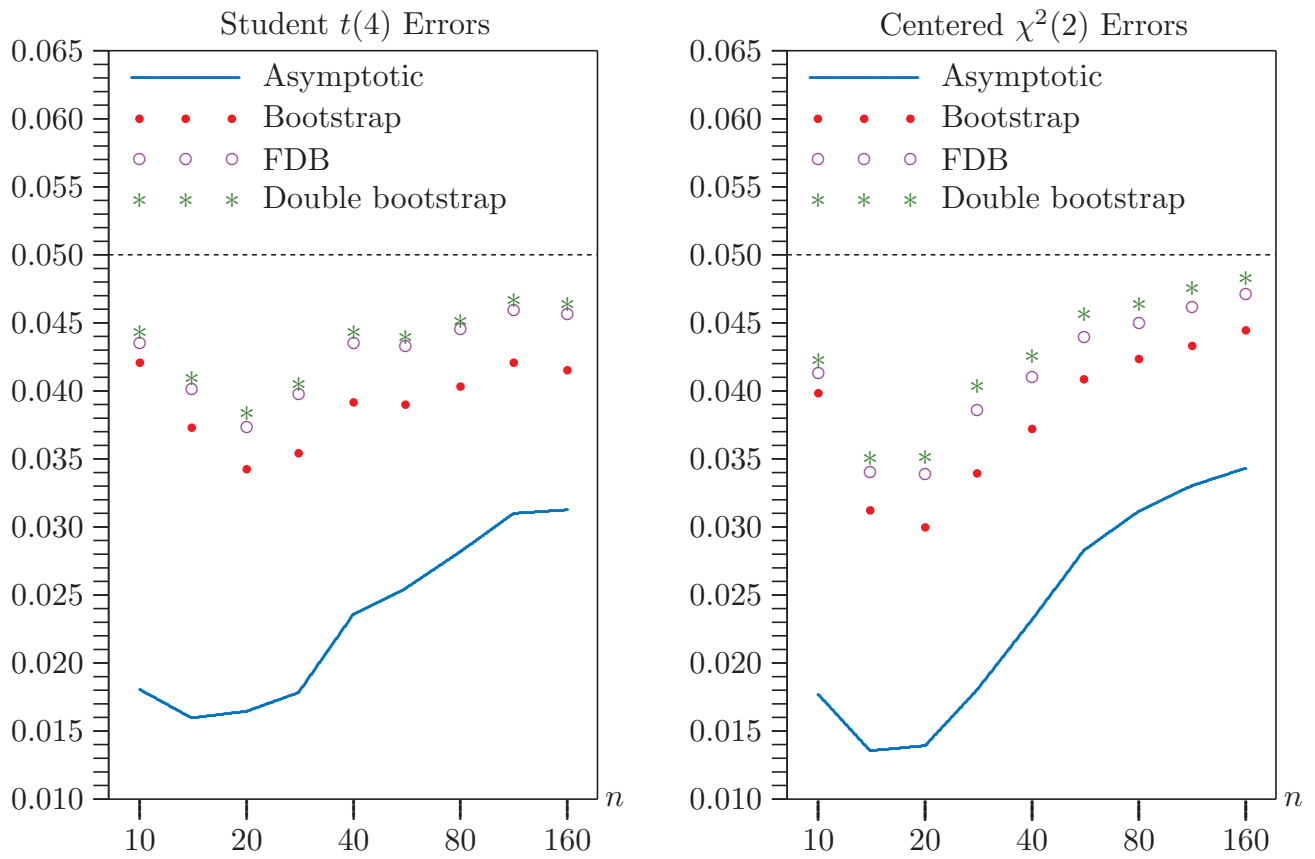 Student t(4) Errors
0.065
0.060
0.055
0.050
0.045
0.040
0.035
0.030
0.025
0.020
0.015
0.010
Asymptotic
Bootstrap
FDB
Double bootstrap
10 20 40 80 160
n
Centered χ²(2) Errors
0.065
0.060
0.055
0.050
0.045
0.040
0.035
0.030
0.025
0.020
0.015
0.010
Asymptotic
Bootstrap
FDB
Double bootstrap
10 20 40 80 160
n